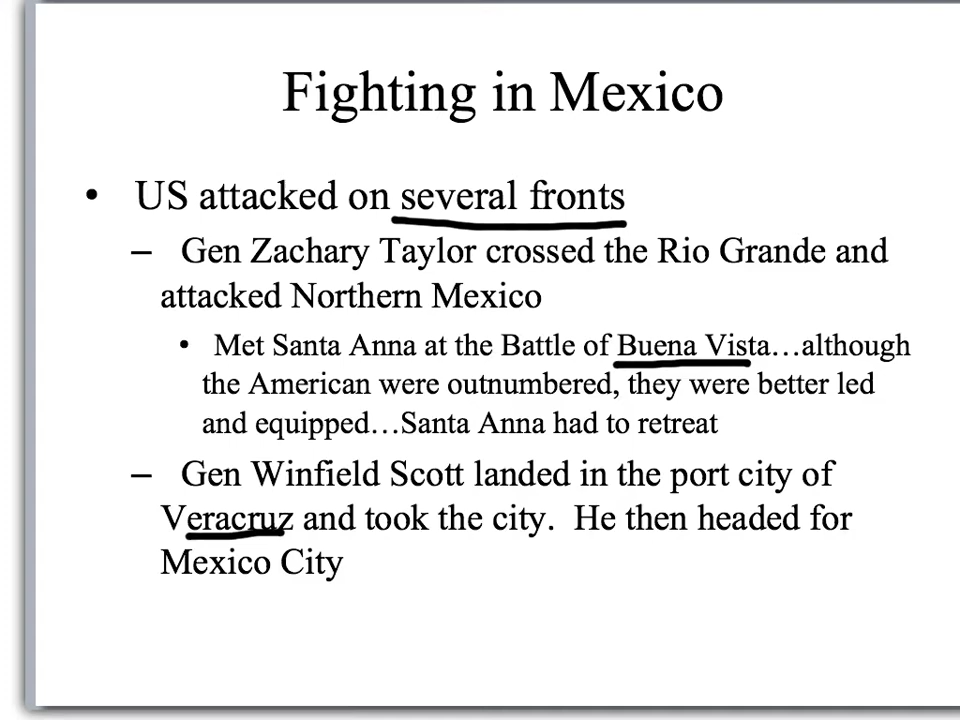 Fighting in Mexico
• US attacked on several fronts
– Gen Zachary Taylor crossed the Rio Grande and
attacked Northern Mexico
• Met Santa Anna at the Battle of Buena Vista…although
the American were outnumbered, they were better led
and equipped…Santa Anna had to retreat
– Gen Winfield Scott landed in the port city of
Veracruz and took the city.  He then headed for
Mexico City